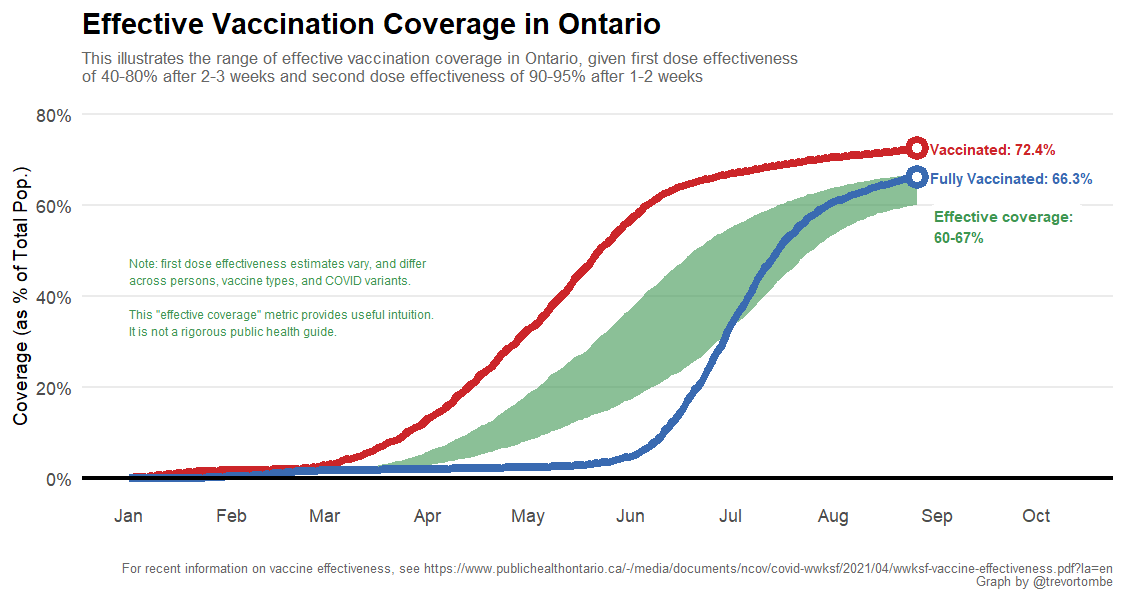 Effective Vaccination Coverage in Ontario
This illustrates the range of effective vaccination coverage in Ontario, given first dose effectiveness
of 40-80% after 2-3 weeks and second dose effectiveness of 90-95% after 1-2 weeks
Coverage (as % of Total Pop.)
80%
60%
40%
20%
0%
Vaccinated: 72.4%
Fully Vaccinated: 66.3%
Effective coverage:
60-67%
Note: first dose effectiveness estimates vary, and differ
across persons, vaccine types, and COVID variants.
This "effective coverage" metric provides useful intuition.
It is not a rigorous public health guide.
Jan Feb Mar Apr May Jun Jul Aug Sep Oct
For recent information on vaccine effectiveness, see https://www.publichealthontario.ca/-/media/documents/ncov/covid-wwksf/2021/04/wwksf-vaccine-effectiveness.pdf?la=en
Graph by @trevortombe